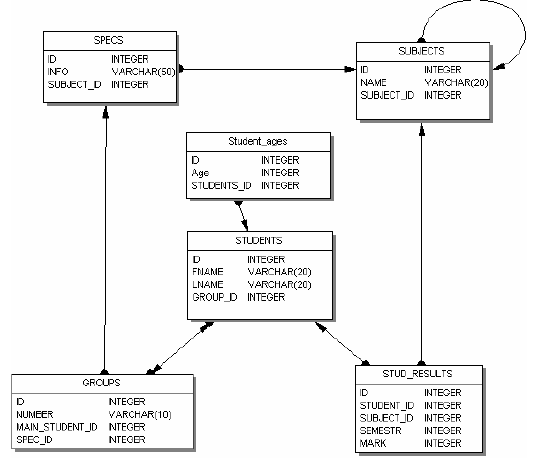 SPECS
ID INTEGER
INFO VARCHAR(50)
SUBJECT_ID INTEGER
SUBJECTS
ID INTEGER
NAME VARCHAR(20)
SUBJECT_ID INTEGER
Student_ages
ID INTEGER
Age INTEGER
STUDENTS_ID INTEGER
STUDENTS
ID INTEGER
FNAME VARCHAR(20)
LNAME VARCHAR(20)
GROUP_ID INTEGER
GROUPS
ID INTEGER
NUMBER VARCHAR(10)
MAIN_STUDENT_ID INTEGER
SPEC_ID INTEGER
STUD_RESULTS
ID INTEGER
STUDENT_ID INTEGER
SUBJECT_ID INTEGER
SEMESTR INTEGER
MARK INTEGER